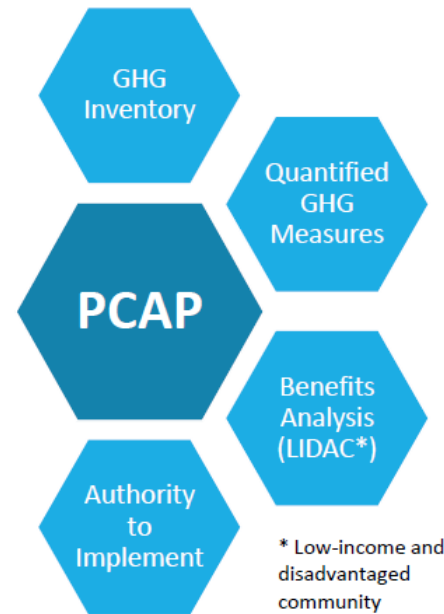 GHG
Inventory
Quantified
GHG
Measures
PCAP
Benefits
Analysis
(LIDAC*)
Authority
to
Implement
* Low-income and
disadvantaged
community